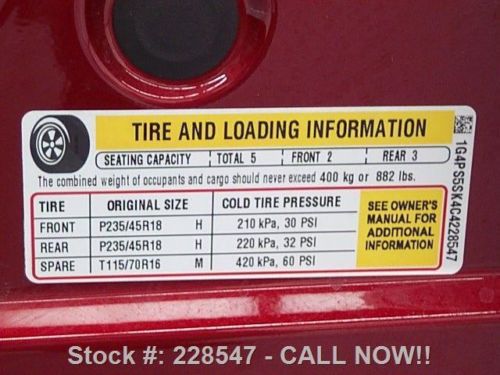 TIRE AND LOADING INFORMATION
SEATING CAPACITY TOTAL 5 FRONT 2 REAR 3
The combined weight of occupants and cargo should never exceed 400 kg or 882 lbs.
TIRE ORIGINAL SIZE COLD TIRE PRESSURE
FRONT P235/45R18 H 210 kPa, 30 PSI
REAR P235/45R18 H 220 kPa, 32 PSI
SPARE T115/70R16 M 420 kPa, 60 PSI
SEE OWNER'S
MANUAL FOR
ADDITIONAL
INFORMATION
1G4PS5SK4C4228547
Stock #: 228547 - CALL NOW!!